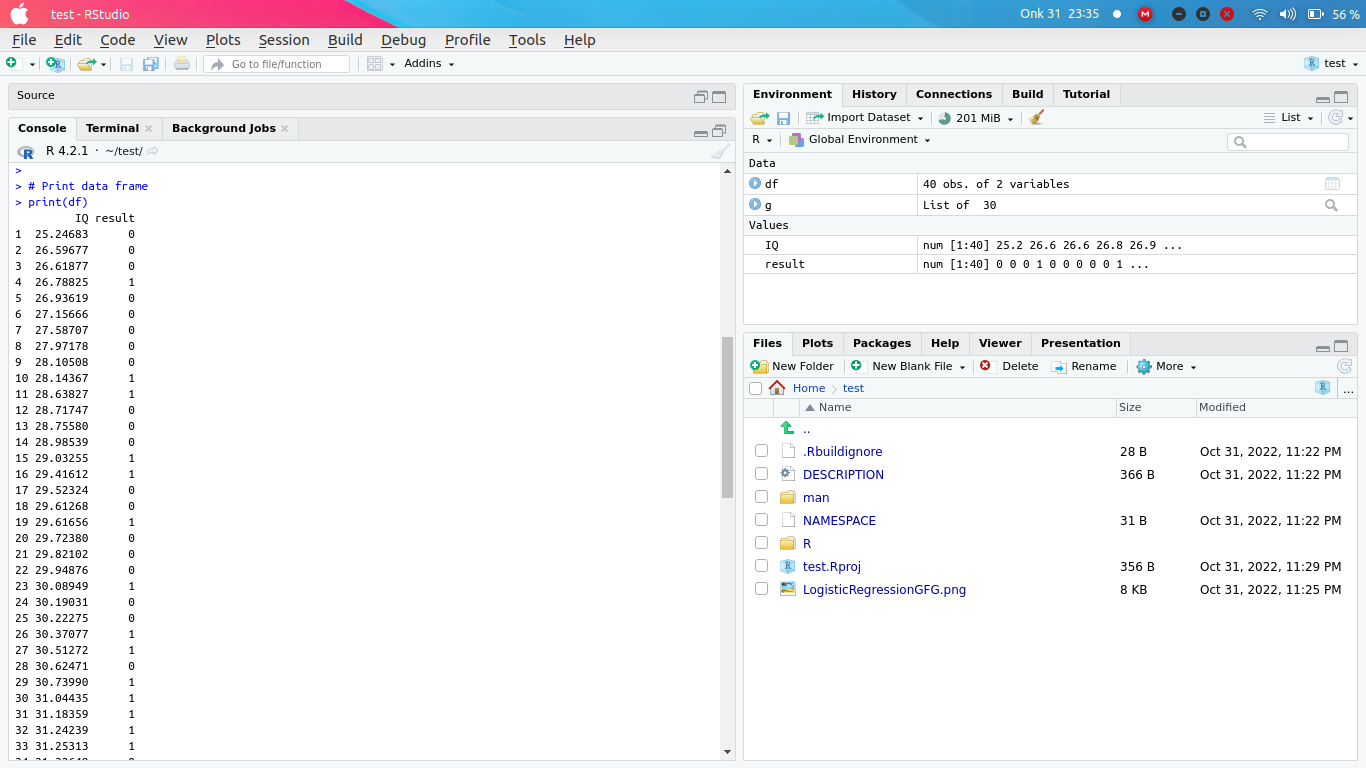 test - RStudio
Onk 31 23:35
56 %
File Edit Code View Plots Session Build Debug Profile Tools Help
Go to file/function
Addins
test
Source
Console Terminal Background Jobs
R 4.2.1 · ~/test/
>
> # Print data frame
> print(df)
IQ result
1 25.24683 0
2 26.59677 0
3 26.61877 0
4 26.78825 1
5 26.93619 0
6 27.15666 0
7 27.58707 0
8 27.97178 0
9 28.10508 0
10 28.14367 1
11 28.63827 1
12 28.71747 0
13 28.75580 0
14 28.98539 0
15 29.03255 1
16 29.41612 1
17 29.52324 0
18 29.61268 0
19 29.61656 1
20 29.72380 0
21 29.82102 0
22 29.94876 0
23 30.08949 1
24 30.19031 0
25 30.22275 0
26 30.37077 1
27 30.51272 1
28 30.62471 0
29 30.73990 1
30 31.04435 1
31 31.18359 1
32 31.24239 1
33 31.25313 1
Environment History Connections Build Tutorial
Import Dataset 201 MiB List
R Global Environment
Data
df 40 obs. of 2 variables
g List of 30
Values
IQ num [1:40] 25.2 26.6 26.6 26.8 26.9 ...
result num [1:40] 0 0 0 1 0 0 0 0 0 1 ...
Files Plots Packages Help Viewer Presentation
New Folder New Blank File Delete Rename More
Home test ...
Name Size Modified
..
.Rbuildignore 28 B Oct 31, 2022, 11:22 PM
DESCRIPTION 366 B Oct 31, 2022, 11:22 PM
man
NAMESPACE 31 B Oct 31, 2022, 11:22 PM
R
test.Rproj 356 B Oct 31, 2022, 11:29 PM
LogisticRegressionGFG.png 8 KB Oct 31, 2022, 11:25 PM